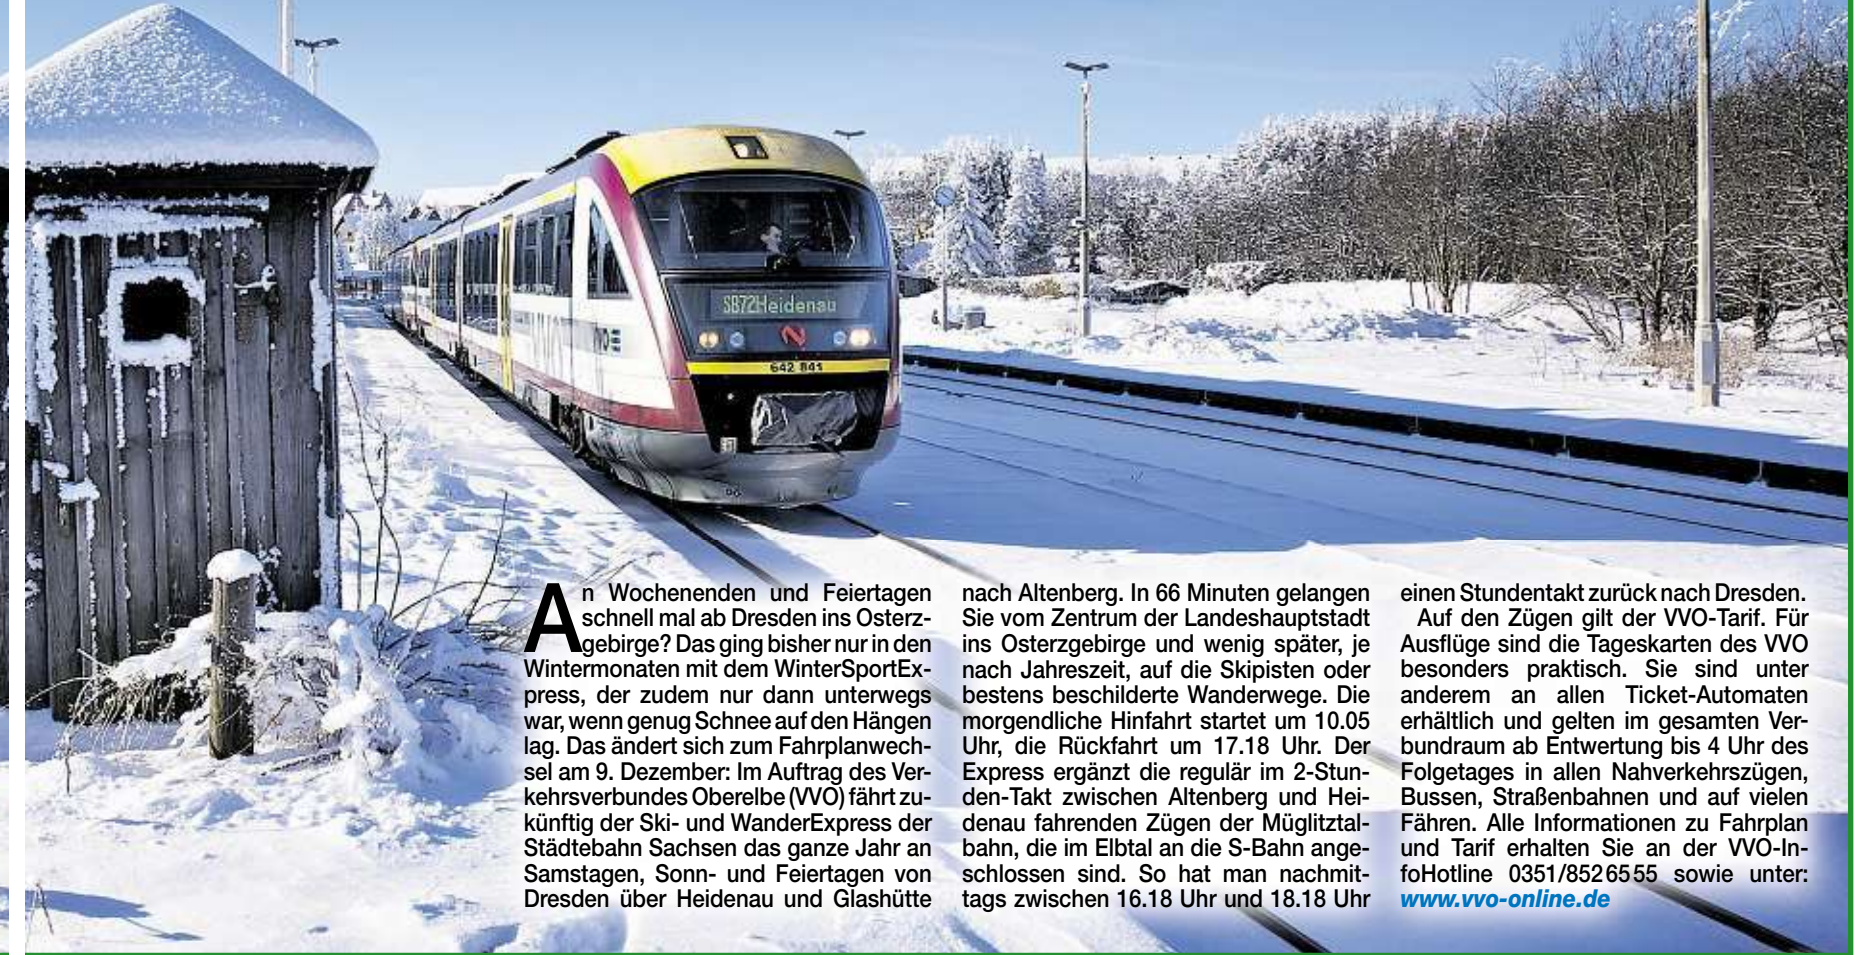 SB72Heidenau
642 841
An Wochenenden und Feiertagen
schnell mal ab Dresden ins Osterz-
gebirge? Das ging bisher nur in den
Wintermonaten mit dem WinterSportEx-
press, der zudem nur dann unterwegs
war, wenn genug Schnee auf den Hängen
lag. Das ändert sich zum Fahrplanwech-
sel am 9. Dezember: Im Auftrag des Ver-
kehrsverbundes Oberelbe (VVO) fährt zu-
künftig der Ski- und WanderExpress der
Städtebahn Sachsen das ganze Jahr an
Samstagen, Sonn- und Feiertagen von
Dresden über Heidenau und Glashütte
nach Altenberg. In 66 Minuten gelangen
Sie vom Zentrum der Landeshauptstadt
ins Osterzgebirge und wenig später, je
nach Jahreszeit, auf die Skipisten oder
bestens beschilderte Wanderwege. Die
morgendliche Hinfahrt startet um 10.05
Uhr, die Rückfahrt um 17.18 Uhr. Der
Express ergänzt die regulär im 2-Stun-
den-Takt zwischen Altenberg und Hei-
denau fahrenden Zügen der Müglitztal-
bahn, die im Elbtal an die S-Bahn ange-
schlossen sind. So hat man nachmit-
tags zwischen 16.18 Uhr und 18.18 Uhr
einen Stundentakt zurück nach Dresden.
Auf den Zügen gilt der VVO-Tarif. Für
Ausflüge sind die Tageskarten des VVO
besonders praktisch. Sie sind unter
anderem an allen Ticket-Automaten
erhältlich und gelten im gesamten Ver-
bundraum ab Entwertung bis 4 Uhr des
Folgetages in allen Nahverkehrszügen,
Bussen, Straßenbahnen und auf vielen
Fähren. Alle Informationen zu Fahrplan
und Tarif erhalten Sie an der VVO-In-
foHotline 0351/852 65 55 sowie unter:
www.vvo-online.de